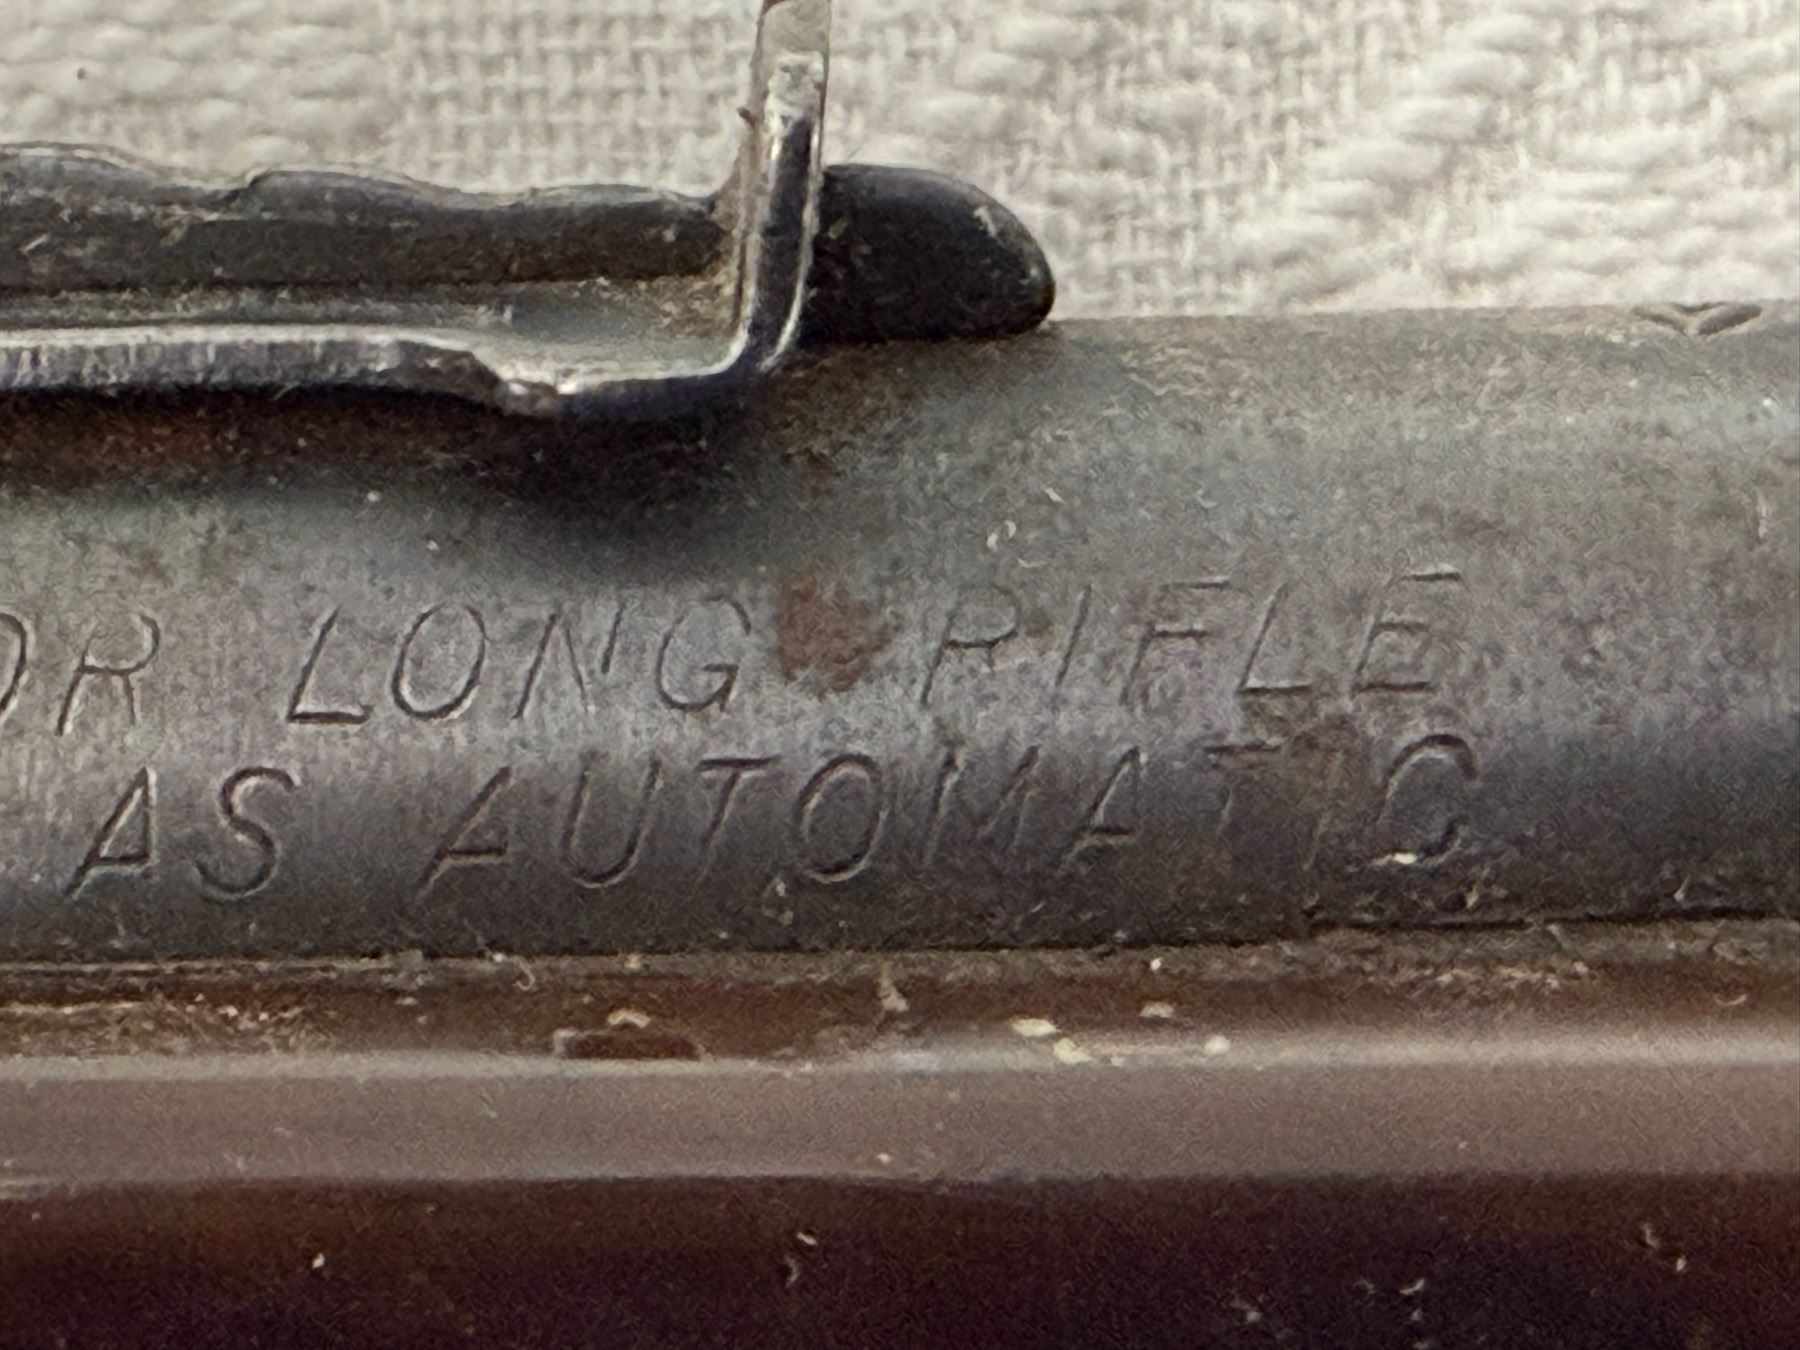 OR LONG RIFLE
AS AUTOMATIC